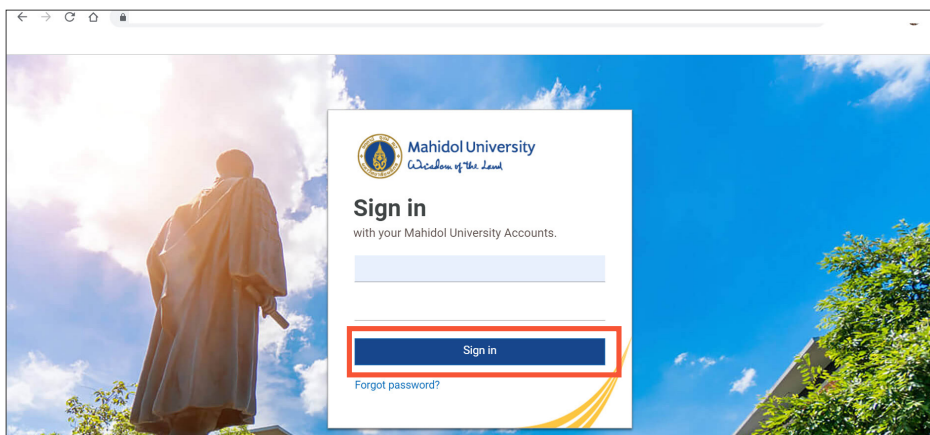 Mahidol University
Wisdom of the Land
Sign in
with your Mahidol University Accounts.
Sign in
Forgot password?